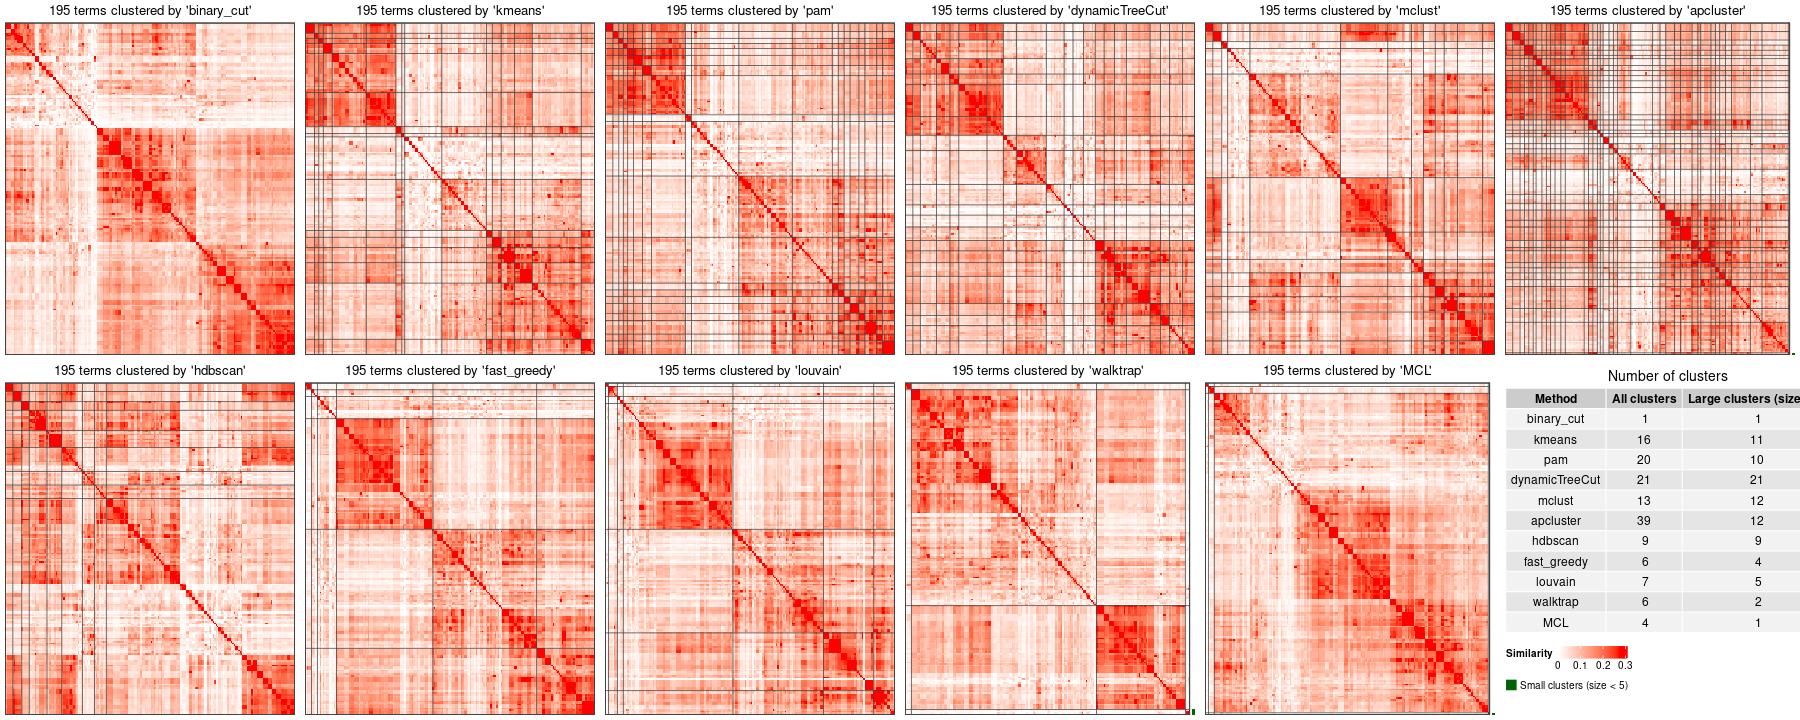 195 terms clustered by 'binary_cut'
195 terms clustered by 'kmeans'
195 terms clustered by 'pam'
195 terms clustered by 'dynamicTreeCut'
195 terms clustered by 'mclust'
195 terms clustered by 'apcluster'
195 terms clustered by 'hdbscan'
195 terms clustered by 'fast_greedy'
195 terms clustered by 'louvain'
195 terms clustered by 'walktrap'
195 terms clustered by 'MCL'
Number of clusters
Method All clusters Large clusters (size
binary_cut 1 1
kmeans 16 11
pam 20 10
dynamicTreeCut 21 21
mclust 13 12
apcluster 39 12
hdbscan 9 9
fast_greedy 6 4
louvain 7 5
walktrap 6 2
MCL 4 1
Similarity
0 0.1 0.2 0.3
Small clusters (size < 5)